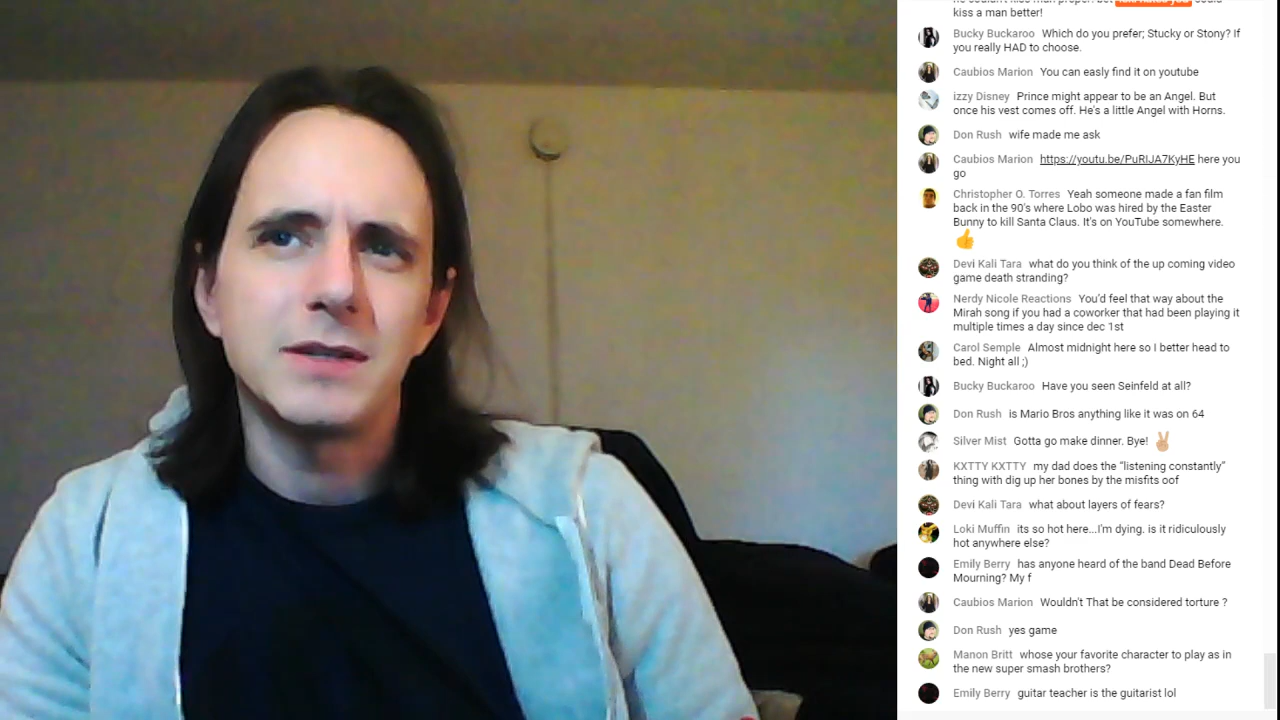 kiss a man better!
Bucky Buckaroo Which do you prefer; Stucky or Stony? If
you really HAD to choose.
Caubios Marion You can easly find it on youtube
izzy Disney Prince might appear to be an Angel. But
once his vest comes off. He's a little Angel with Horns.
Don Rush wife made me ask
Caubios Marion https://youtu.be/PuRIJA7KyHE here you
go
Christopher O. Torres Yeah someone made a fan film
back in the 90's where Lobo was hired by the Easter
Bunny to kill Santa Claus. It's on YouTube somewhere.
Devi Kali Tara what do you think of the up coming video
game death stranding?
Nerdy Nicole Reactions You'd feel that way about the
Mirah song if you had a coworker that had been playing it
multiple times a day since dec 1st
Carol Semple Almost midnight here so I better head to
bed. Night all ;)
Bucky Buckaroo Have you seen Seinfeld at all?
Don Rush is Mario Bros anything like it was on 64
Silver Mist Gotta go make dinner. Bye!
KXTTY KXTTY my dad does the “listening constantly”
thing with dig up her bones by the misfits oof
Devi Kali Tara what about layers of fears?
Loki Muffin its so hot here...I'm dying. is it ridiculously
hot anywhere else?
Emily Berry has anyone heard of the band Dead Before
Mourning? My f
Caubios Marion Wouldn't That be considered torture ?
Don Rush yes game
Manon Britt whose your favorite character to play as in
the new super smash brothers?
Emily Berry guitar teacher is the guitarist lol